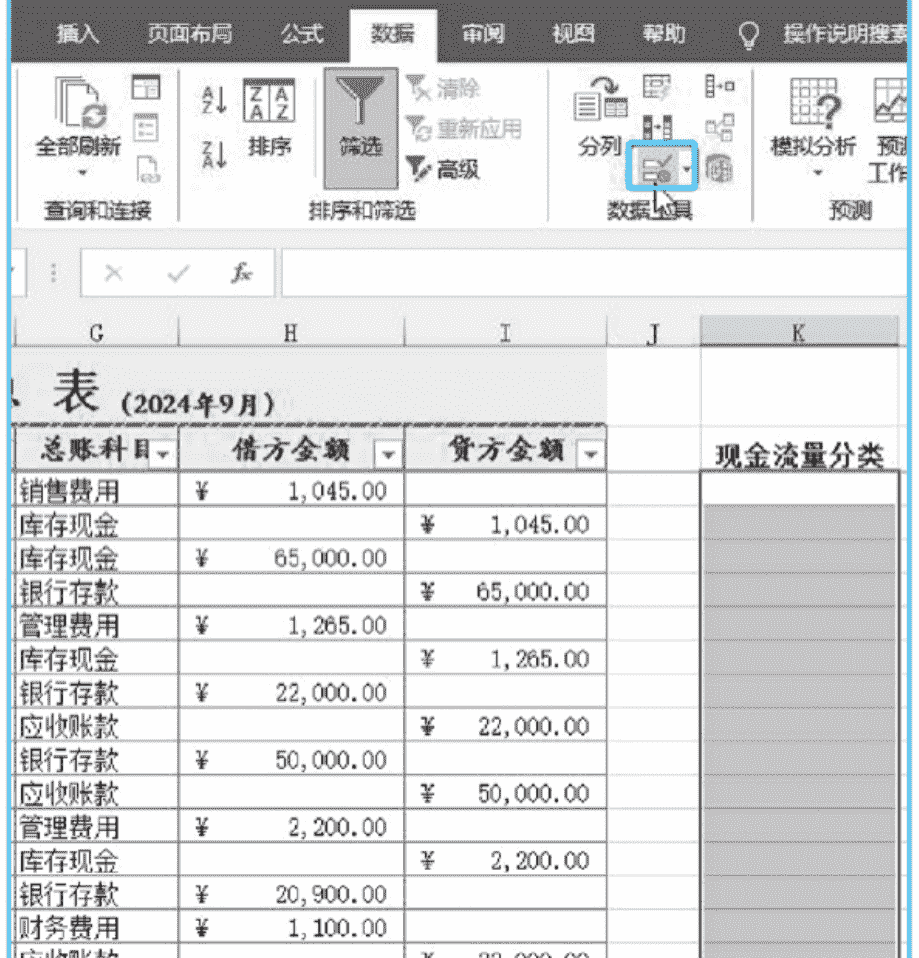 插入 页面布局 公式 数据 审阅 视图 帮助 操作说明搜索
清除
重新应用
高级
全部刷新 排序 筛选 分列 模拟分析
工作
查询和连接 排序和筛选 数据工具 预测
fx
G H I J K
表 (2024年9月)
总账科目 借方金额 贷方金额 现金流量分类
销售费用 ¥ 1,045.00
库存现金 ¥ 1,045.00
库存现金 ¥ 65,000.00
银行存款 ¥ 65,000.00
管理费用 ¥ 1,265.00
库存现金 ¥ 1,265.00
银行存款 ¥ 22,000.00
应收账款 ¥ 22,000.00
银行存款 ¥ 50,000.00
应收账款 ¥ 50,000.00
管理费用 ¥ 2,200.00
库存现金 ¥ 2,200.00
银行存款 ¥ 20,900.00
财务费用 ¥ 1,100.00